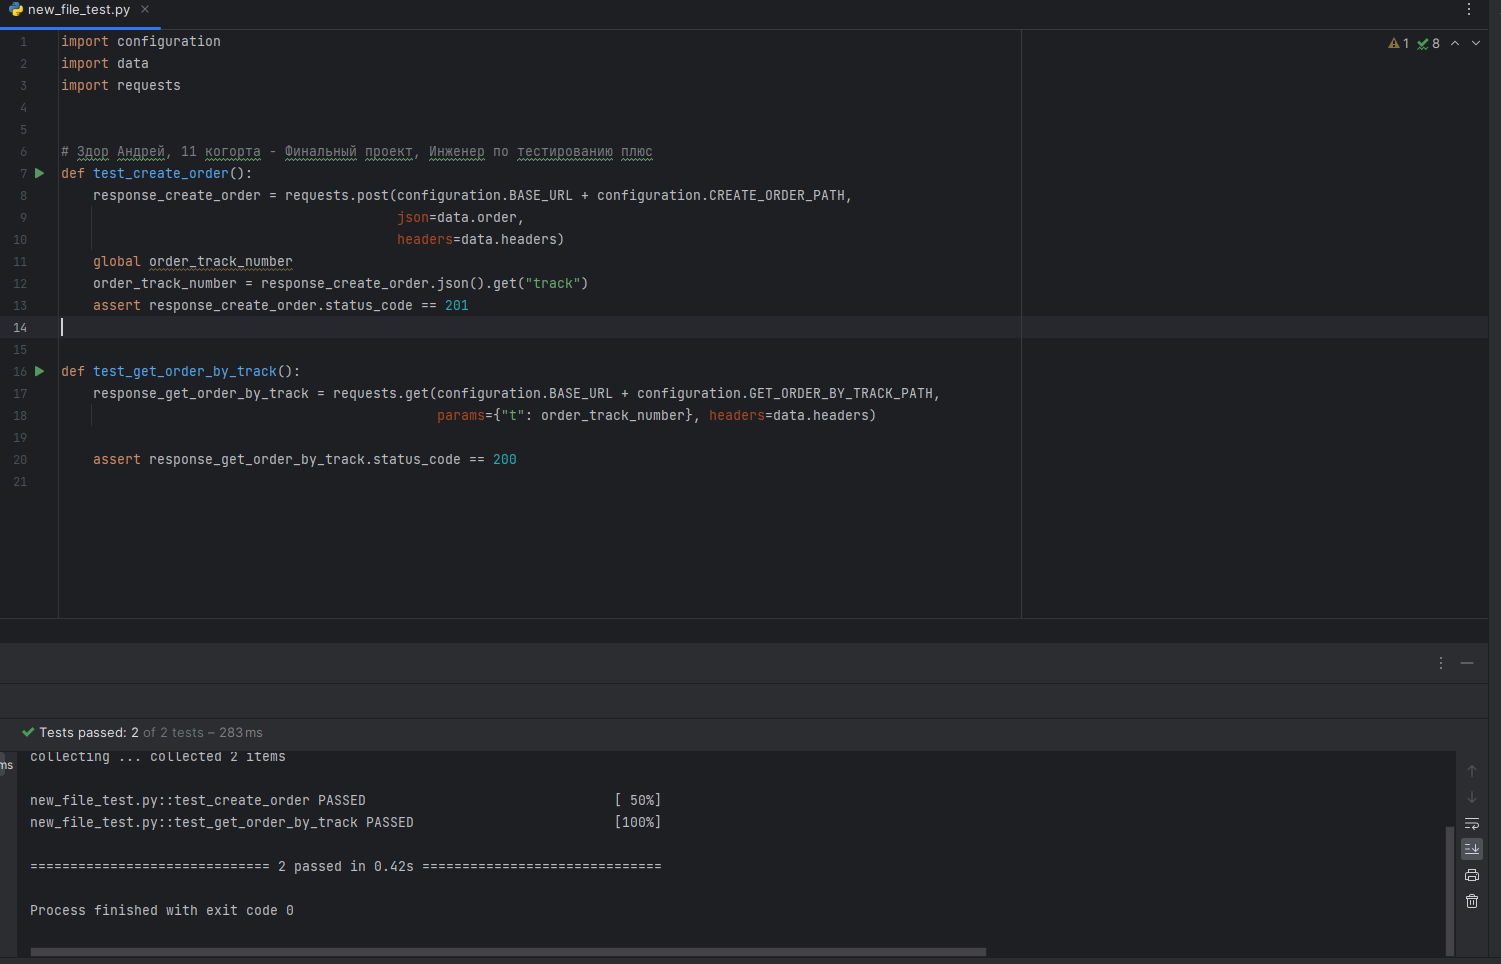 new_file_test.py
1 import configuration
2 import data
3 import requests
4
5
6 # Здор Андрей, 11 когорта - Финальный проект, Инженер по тестированию плюс
7 def test_create_order():
8 response_create_order = requests.post(configuration.BASE_URL + configuration.CREATE_ORDER_PATH,
9 json=data.order,
10 headers=data.headers)
11 global order_track_number
12 order_track_number = response_create_order.json().get("track")
13 assert response_create_order.status_code == 201
14
15
16 def test_get_order_by_track():
17 response_get_order_by_track = requests.get(configuration.BASE_URL + configuration.GET_ORDER_BY_TRACK_PATH,
18 params={"t": order_track_number}, headers=data.headers)
19
20 assert response_get_order_by_track.status_code == 200
21
1 8
Tests passed: 2 of 2 tests – 283 ms
ms
collecting ... collected 2 items
new_file_test.py::test_create_order PASSED [ 50%]
new_file_test.py::test_get_order_by_track PASSED [100%]
============================== 2 passed in 0.42s ==============================
Process finished with exit code 0